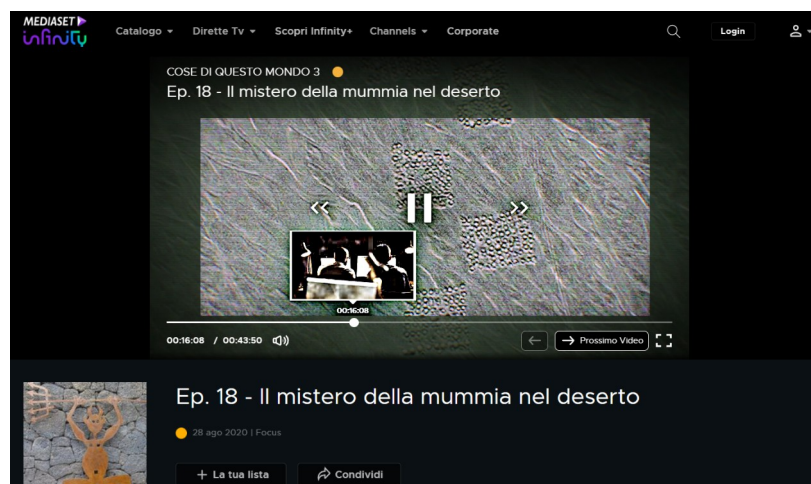 MEDIASET
infinity
Catalogo Dirette Tv Scopri Infinity+ Channels Corporate Login
COSE DI QUESTO MONDO 3
Ep. 18 - Il mistero della mummia nel deserto
<< >>
00:16:08
00:16:08 / 00:43:50 ← → Prossimo Video
Ep. 18 - Il mistero della mummia nel deserto
28 ago 2020 | Focus
+ La tua lista Condividi